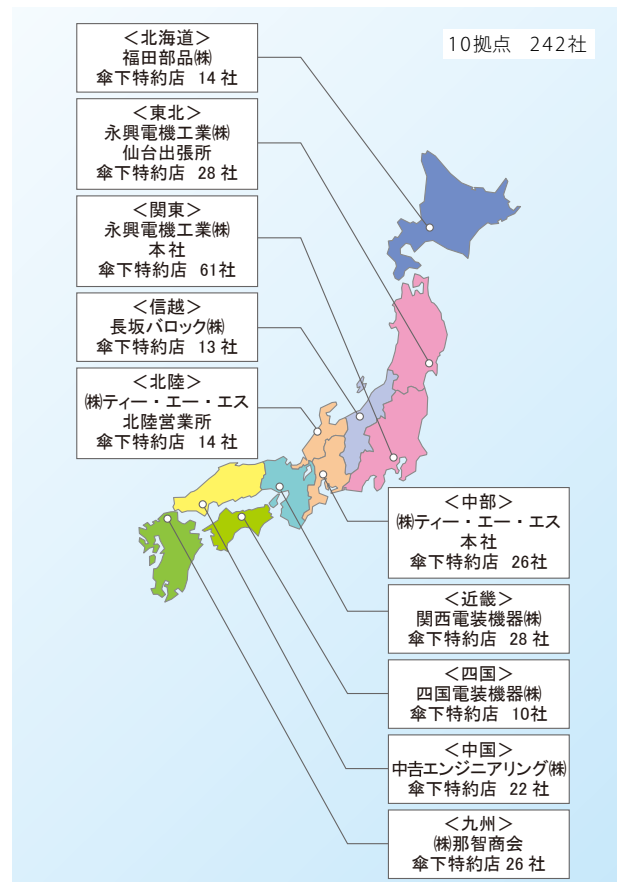 10拠点 242社
＜北海道＞
福田部品㈱
傘下特約店 14 社
＜東北＞
永興電機工業㈱
仙台出張所
傘下特約店 28 社
＜関東＞
永興電機工業㈱
本社
傘下特約店 61社
＜信越＞
長坂バロック㈱
傘下特約店 13 社
＜北陸＞
㈱ティー・エー・エス
北陸営業所
傘下特約店 14 社
＜中部＞
㈱ティー・エー・エス
本社
傘下特約店 26社
＜近畿＞
関西電装機器㈱
傘下特約店 28 社
＜四国＞
四国電装機器㈱
傘下特約店 10社
＜中国＞
中吉エンジニアリング㈱
傘下特約店 22 社
＜九州＞
㈱那智商会
傘下特約店 26 社